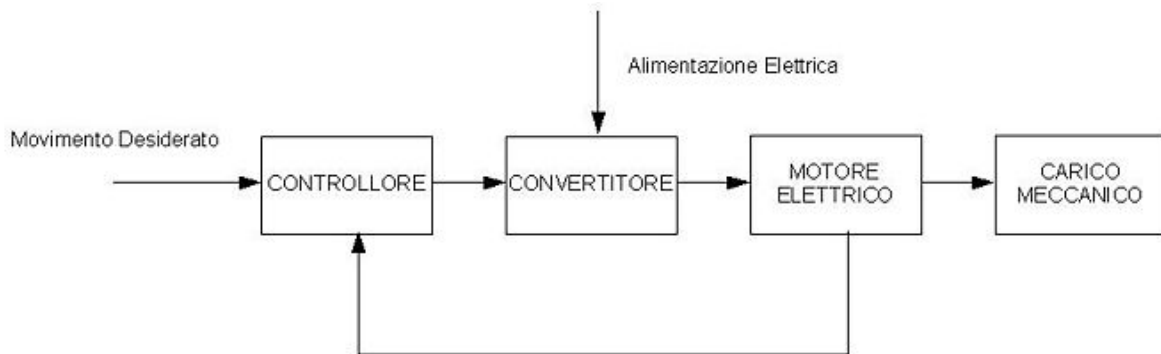 Alimentazione Elettrica
Movimento Desiderato
CONTROLLORE
CONVERTITORE
MOTORE
ELETTRICO
CARICO
MECCANICO